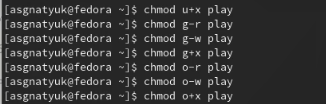 [asgnatyuk@fedora ~]$ chmod u+x play
[asgnatyuk@fedora ~]$ chmod g-r play
[asgnatyuk@fedora ~]$ chmod g-w play
[asgnatyuk@fedora ~]$ chmod g+x play
[asgnatyuk@fedora ~]$ chmod o-r play
[asgnatyuk@fedora ~]$ chmod o-w play
[asgnatyuk@fedora ~]$ chmod o+x play